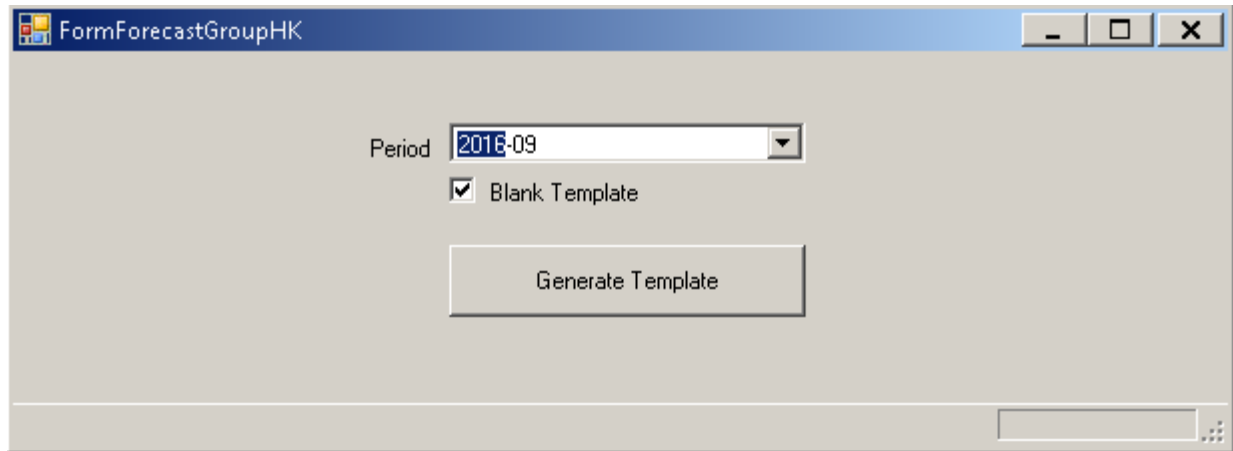 FormForecastGroupHK
Period 2016-09
Blank Template
Generate Template